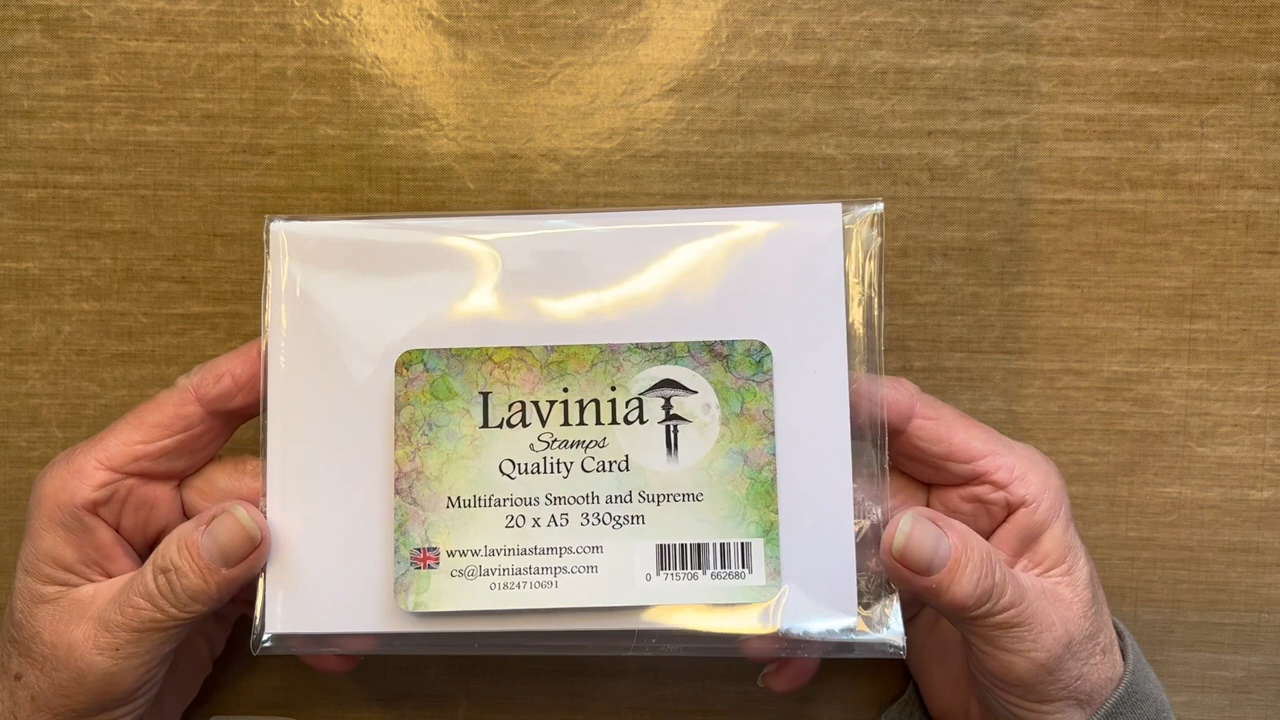 Lavinia
Stamps
Quality Card
Multifarious Smooth and Supreme
20 x A5 330gsm
www.laviniastamps.com
cs@laviniastamps.com
01824710691
0 715706 662680